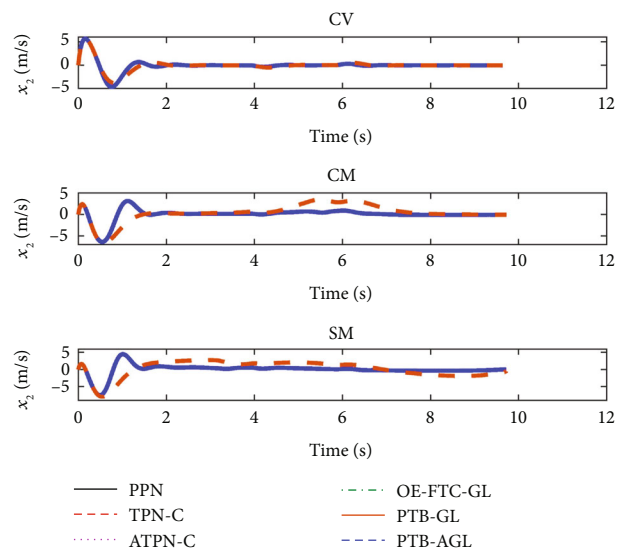 CV
5
0
−5
x2 (m/s)
0 2 4 6 8 10 12
Time (s)
CM
5
0
−5
x2 (m/s)
0 2 4 6 8 10 12
Time (s)
SM
5
0
−5
x2 (m/s)
0 2 4 6 8 10 12
Time (s)
PPN
TPN-C
ATPN-C
OE-FTC-GL
PTB-GL
PTB-AGL